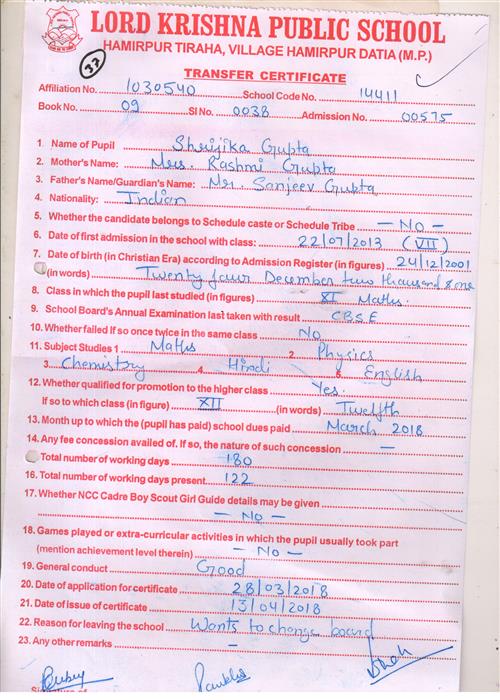 LORD KRISHNA PUBLIC SCHOOL
HAMIRPUR TIRAHA, VILLAGE HAMIRPUR DATIA (M.P.)
37
TRANSFER CERTIFICATE
Affiliation No. 1030540 School Code No. 14411
Book No. 09 Sl No. 0038 Admission No. 00575
1 Name of Pupil Shrijika Gupta
2. Mother's Name: Mrs. Rashmi Gupta
3. Father's Name/Guardian's Name: Mr. Sanjeev Gupta
4. Nationality: Indian
5. Whether the candidate belongs to Schedule caste or Schedule Tribe - No -
6. Date of first admission in the school with class: 22/07/2013 (VII)
7. Date of birth (in Christian Era) according to Admission Register (in figures) 24/12/2001
(in words) Twenty four December two thousand & one
8. Class in which the pupil last studied (in figures) XI Maths.
9. School Board's Annual Examination last taken with result CBSE
10. Whether failed If so once twice in the same class No
11. Subject Studies 1 Maths 2. Physics
3. Chemistry 4. Hindi 5 English
12. Whether qualified for promotion to the higher class Yes.
If so to which class (in figure) XII (in words) Twelfth
13. Month up to which the (pupil has paid) school dues paid March 2018
14. Any fee concession availed of. If so, the nature of such concession -
15. Total number of working days 180
16. Total number of working days present 122
17. Whether NCC Cadre Boy Scout Girl Guide details may be given
- No -
18. Games played or extra-curricular activities in which the pupil usually took part
(mention achievement level therein) - No -
19. General conduct Good
20. Date of application for certificate 28/03/2018
21. Date of issue of certificate 13/04/2018
22. Reason for leaving the school Wants to change board
23. Any other remarks -